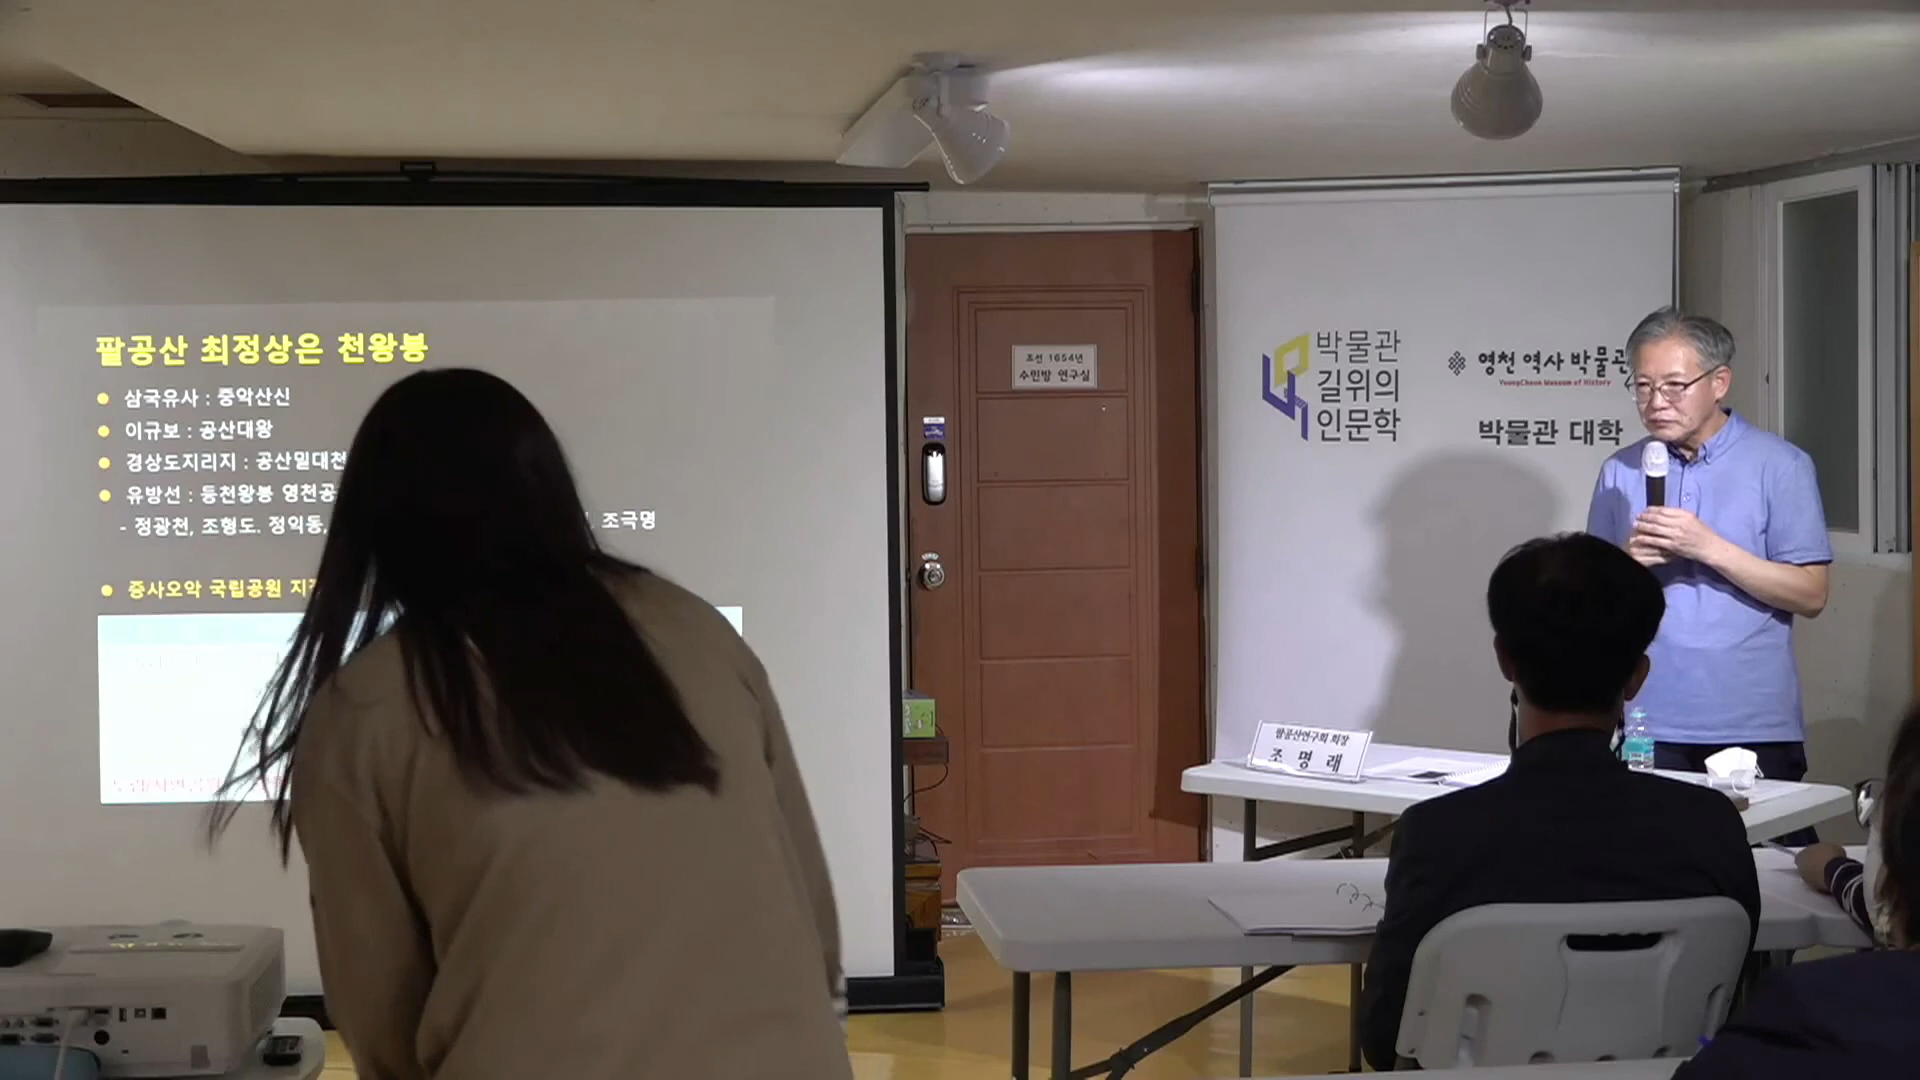 팔공산 최정상은 천왕봉
삼국유사 : 중악산신
이규보 : 공산대왕
경상도지리지 : 공산밀대천
유방선 : 등천왕봉 영천공
- 정광천, 조형도. 정익동,
조극명
중사오악 국립공원 지
조선 1654년
수민방 연구실
박물관
길위의
인문학
영천 역사 박물관
YeongCheon Museum of History
박물관 대학
팔공산연구회 회장
조 명 래